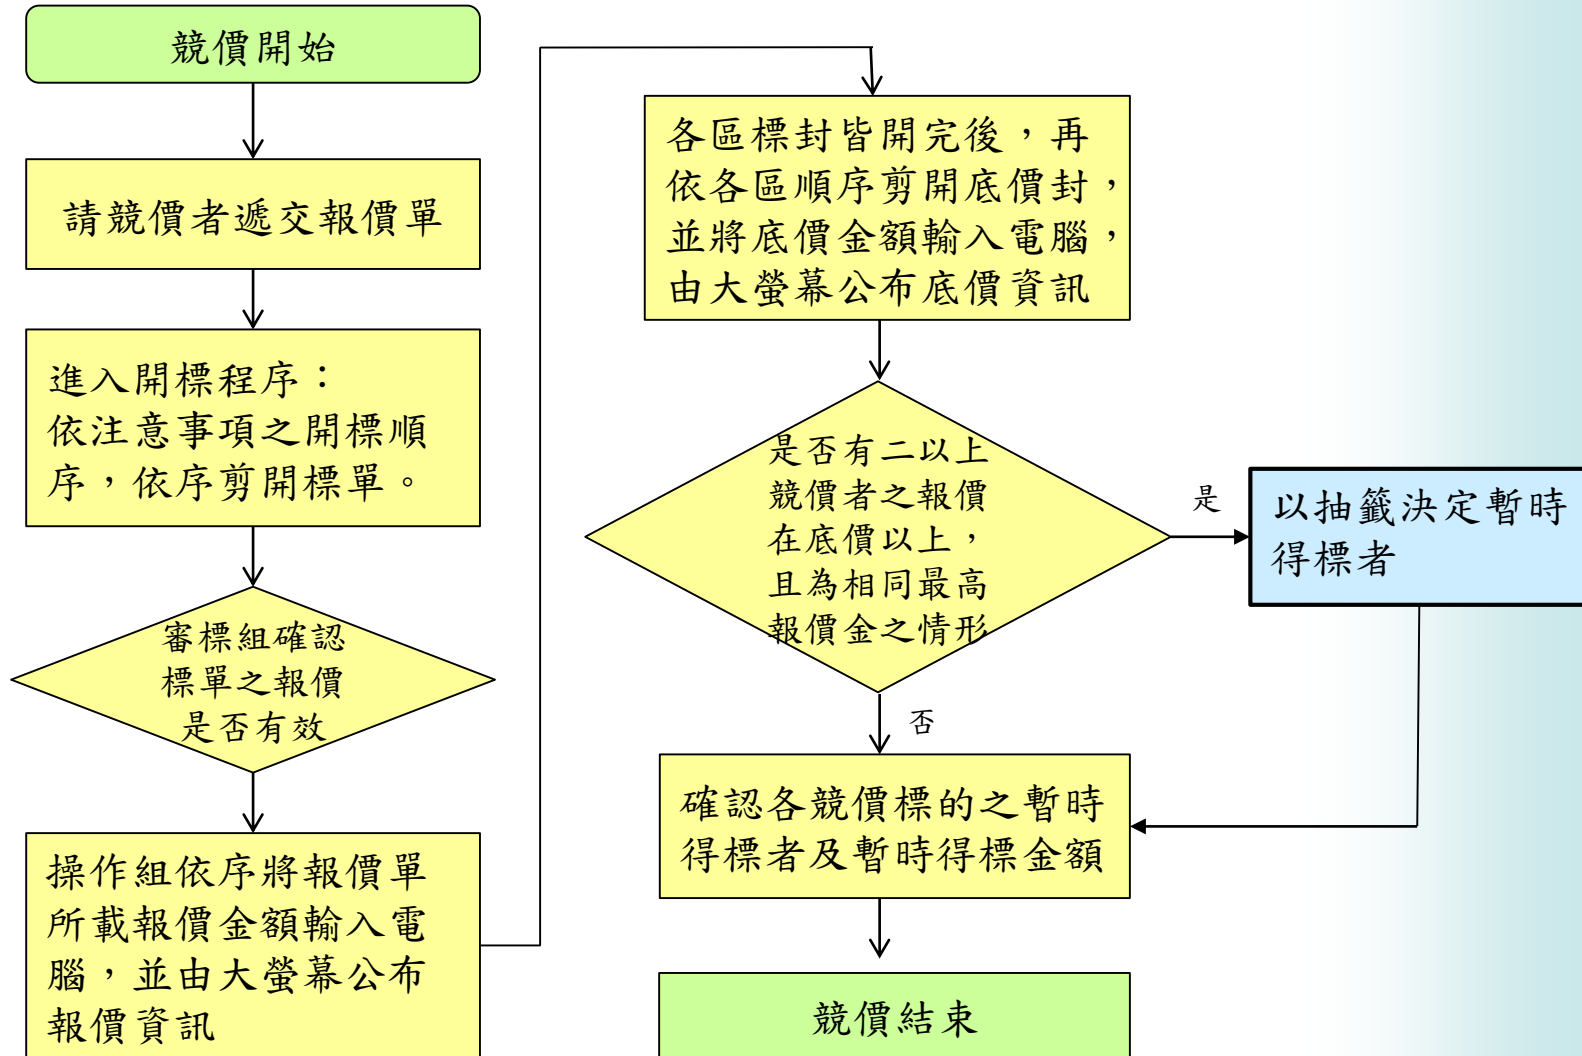 競價開始
請競價者遞交報價單
進入開標程序：
依注意事項之開標順
序，依序剪開標單。
審標組確認
標單之報價
是否有效
操作組依序將報價單
所載報價金額輸入電
腦，並由大螢幕公布
報價資訊
各區標封皆開完後，再
依各區順序剪開底價封，
並將底價金額輸入電腦，
由大螢幕公布底價資訊
是否有二以上
競價者之報價
在底價以上，
且為相同最高
報價金之情形
是
以抽籤決定暫時
得標者
否
確認各競價標的之暫時
得標者及暫時得標金額
競價結束